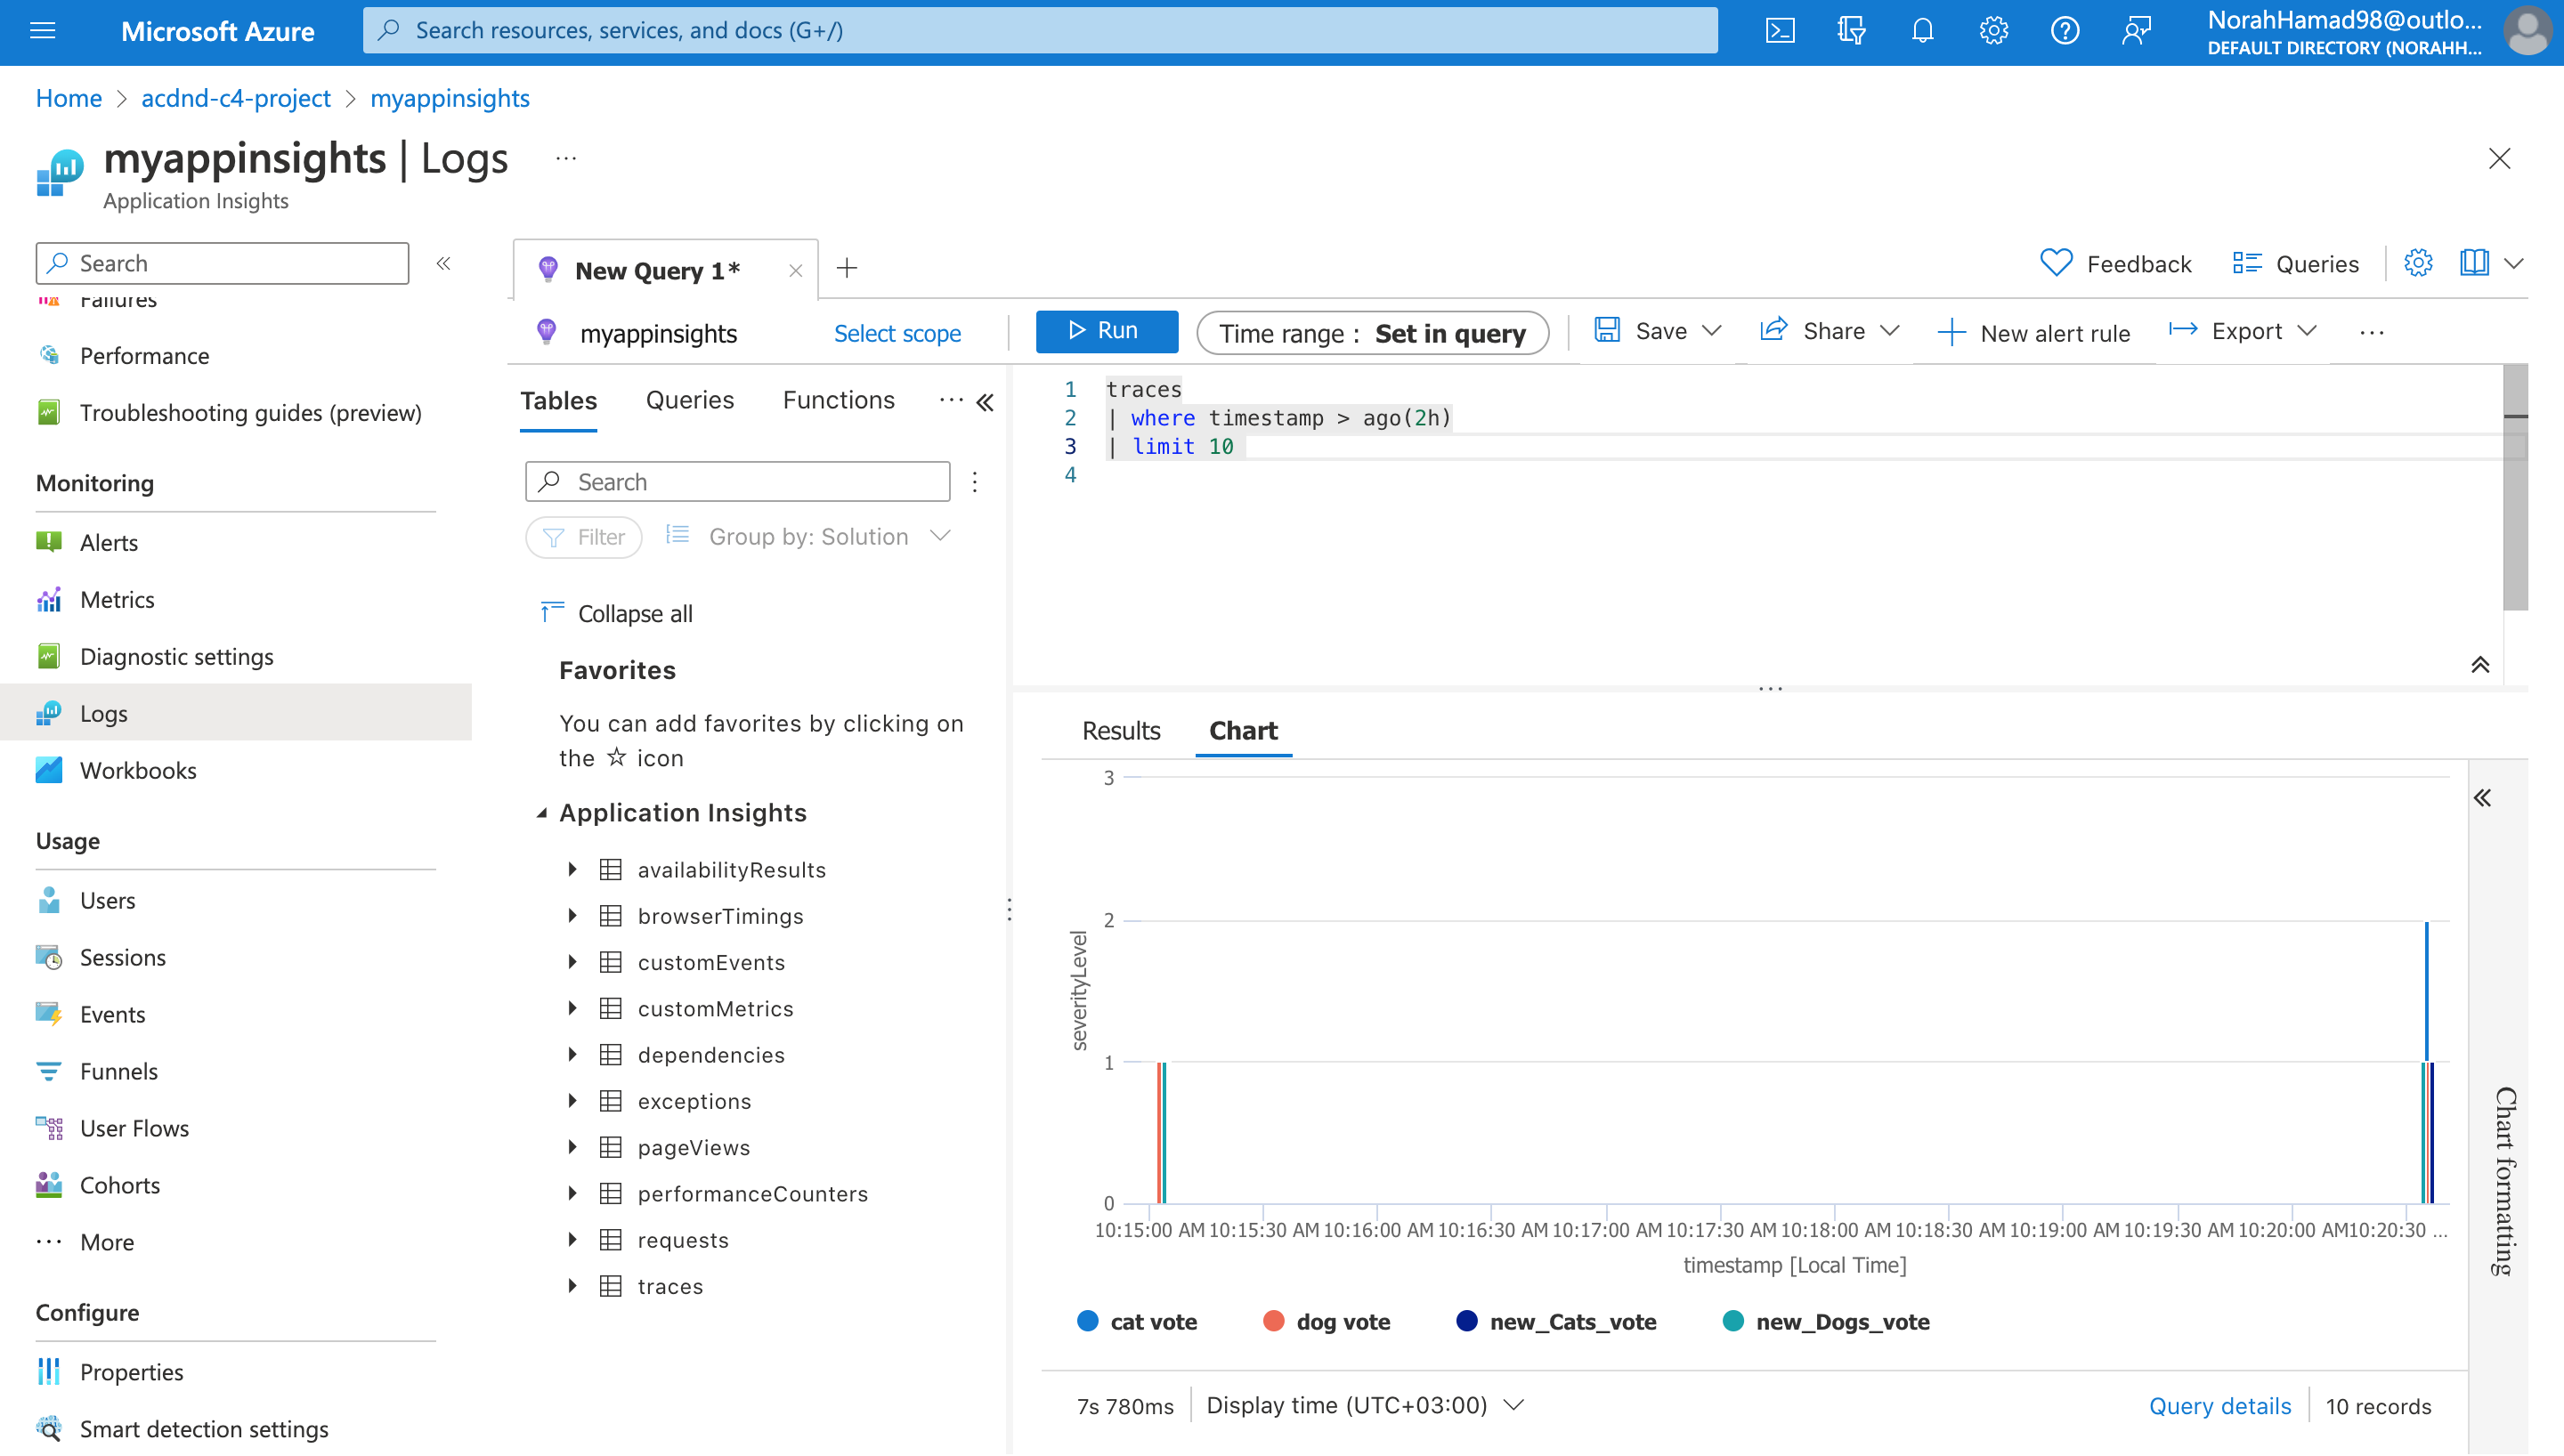 Microsoft Azure
Search resources, services, and docs (G+/)
NorahHamad98@outlo...
DEFAULT DIRECTORY (NORAHH...
Home > acdnd-c4-project > myappinsights
myappinsights | Logs ...
Application Insights
Search
«
Failures
Performance
Troubleshooting guides (preview)
Monitoring
Alerts
Metrics
Diagnostic settings
Logs
Workbooks
Usage
Users
Sessions
Events
Funnels
User Flows
Cohorts
... More
Configure
Properties
Smart detection settings
New Query 1*
Feedback
Queries
myappinsights
Select scope
Run
Time range : Set in query
Save
Share
New alert rule
Export
...
Tables
Queries
Functions
...
Search
Filter
Group by: Solution
Collapse all
Favorites
You can add favorites by clicking on
the ☆ icon
Application Insights
availabilityResults
browserTimings
customEvents
customMetrics
dependencies
exceptions
pageViews
performanceCounters
requests
traces
1 traces
2 | where timestamp > ago(2h)
3 | limit 10
4
Results
Chart
3
2
1
0
severityLevel
10:15:00 AM 10:15:30 AM 10:16:00 AM 10:16:30 AM 10:17:00 AM 10:17:30 AM 10:18:00 AM 10:18:30 AM 10:19:00 AM 10:19:30 AM 10:20:00 AM 10:20:30 ...
timestamp [Local Time]
cat vote
dog vote
new_Cats_vote
new_Dogs_vote
Chart formatting
7s 780ms
Display time (UTC+03:00)
Query details
10 records